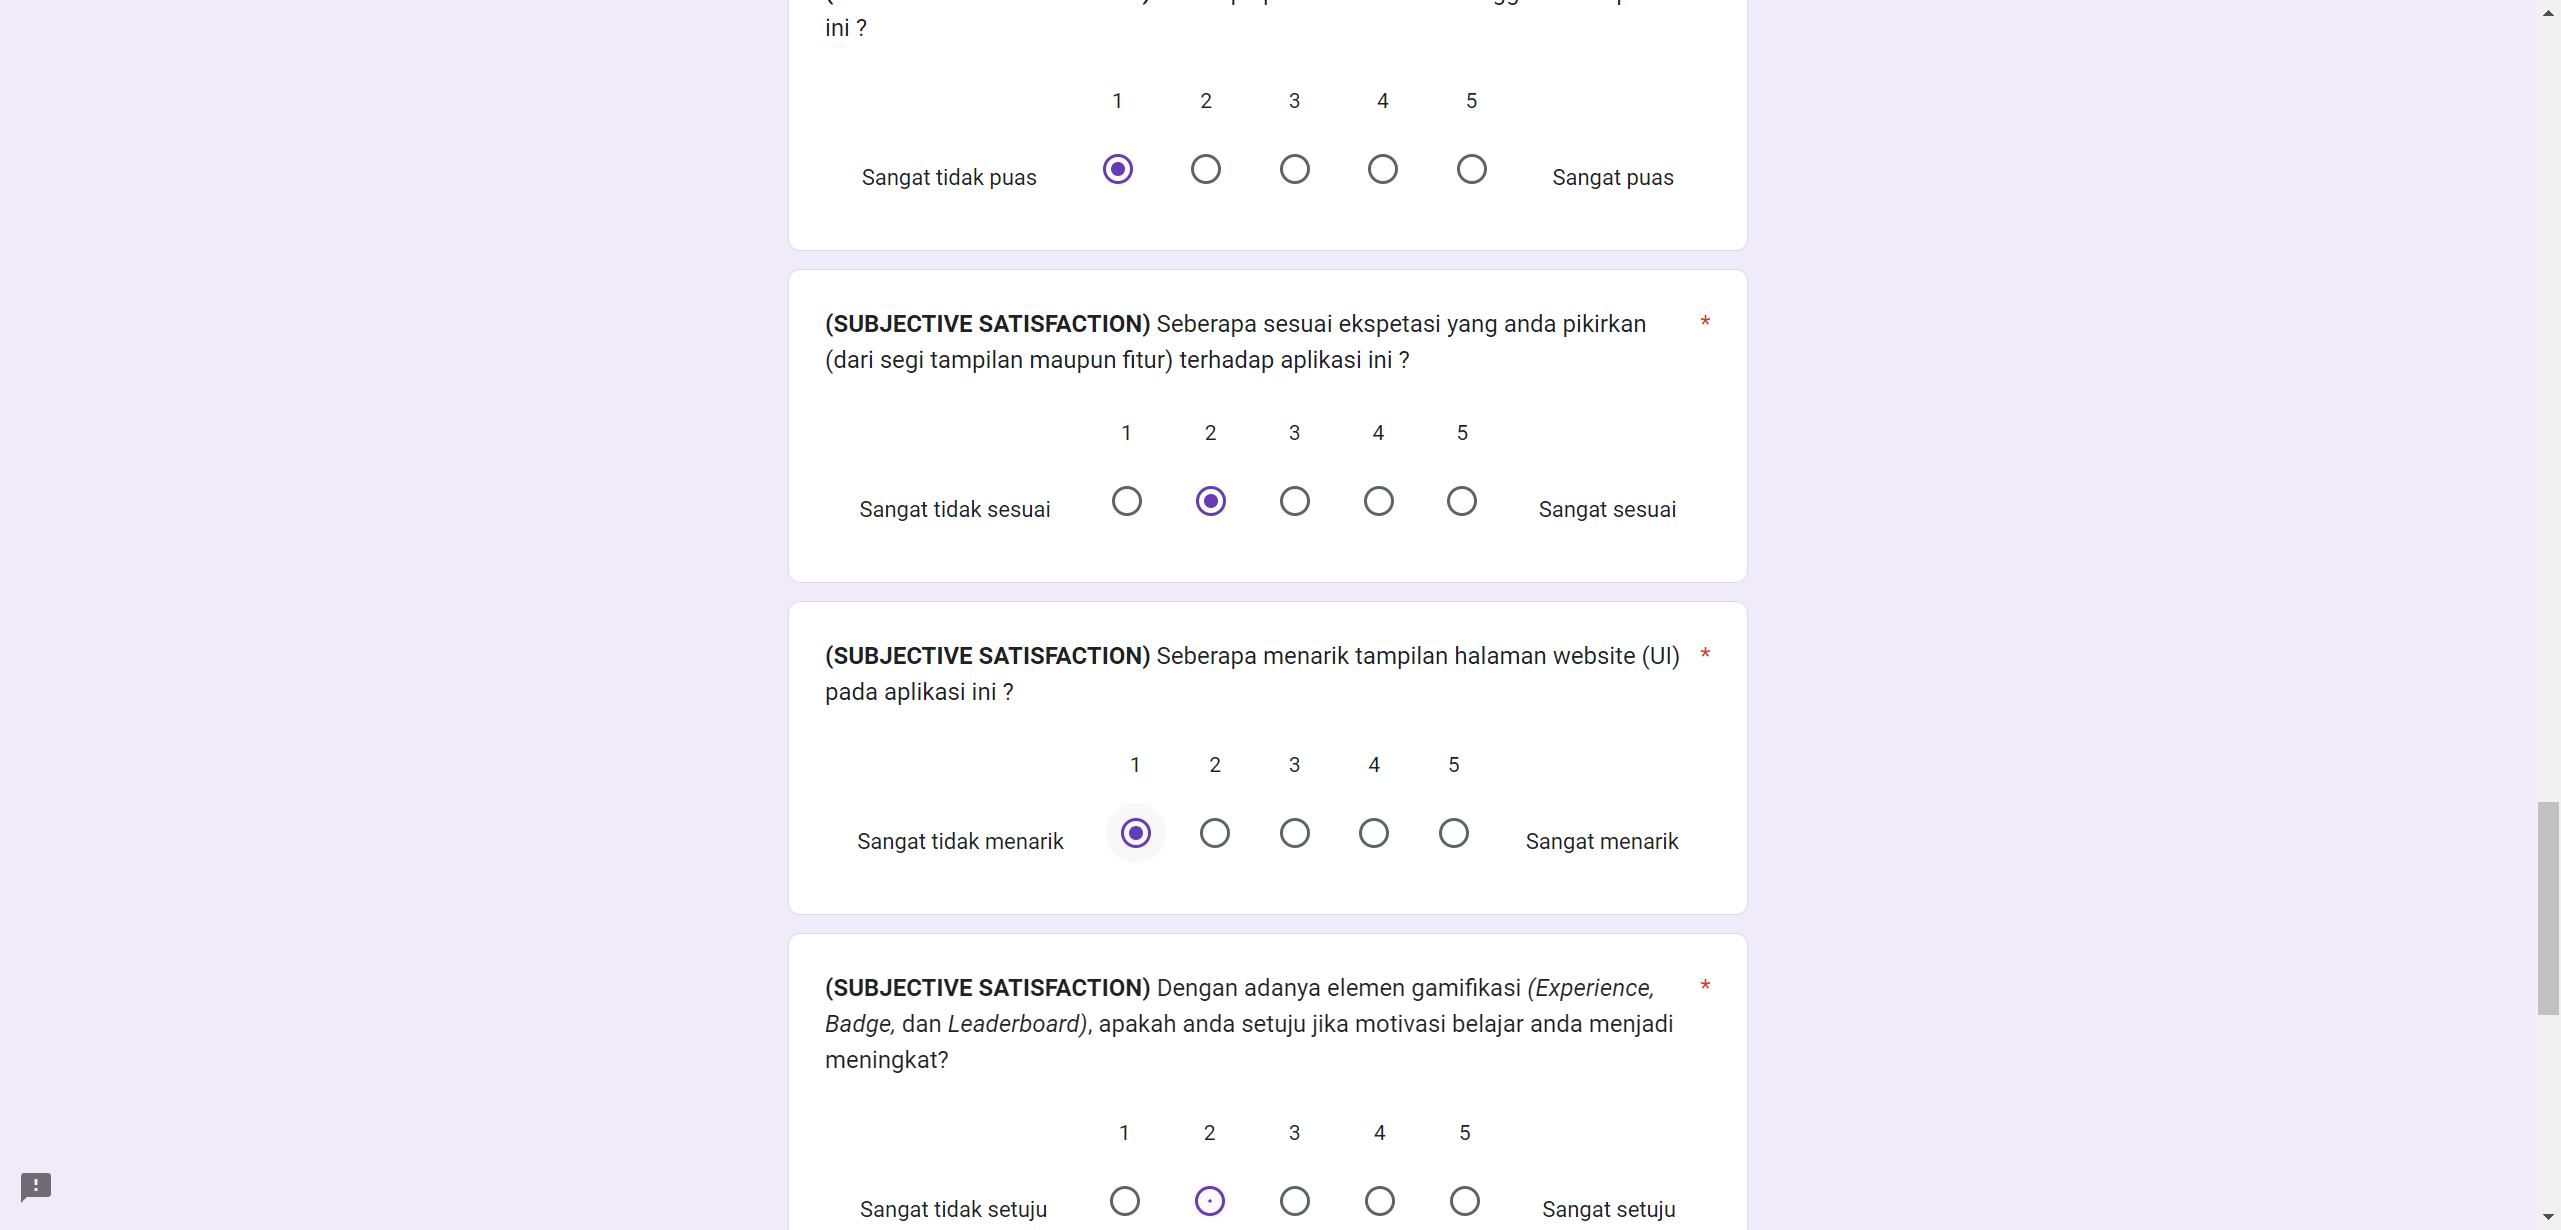 ini ?
1 2 3 4 5
Sangat tidak puas Sangat puas
(SUBJECTIVE SATISFACTION) Seberapa sesuai ekspetasi yang anda pikirkan *
(dari segi tampilan maupun fitur) terhadap aplikasi ini ?
1 2 3 4 5
Sangat tidak sesuai Sangat sesuai
(SUBJECTIVE SATISFACTION) Seberapa menarik tampilan halaman website (UI) *
pada aplikasi ini ?
1 2 3 4 5
Sangat tidak menarik Sangat menarik
(SUBJECTIVE SATISFACTION) Dengan adanya elemen gamifikasi (Experience, *
Badge, dan Leaderboard), apakah anda setuju jika motivasi belajar anda menjadi
meningkat?
1 2 3 4 5
Sangat tidak setuju Sangat setuju